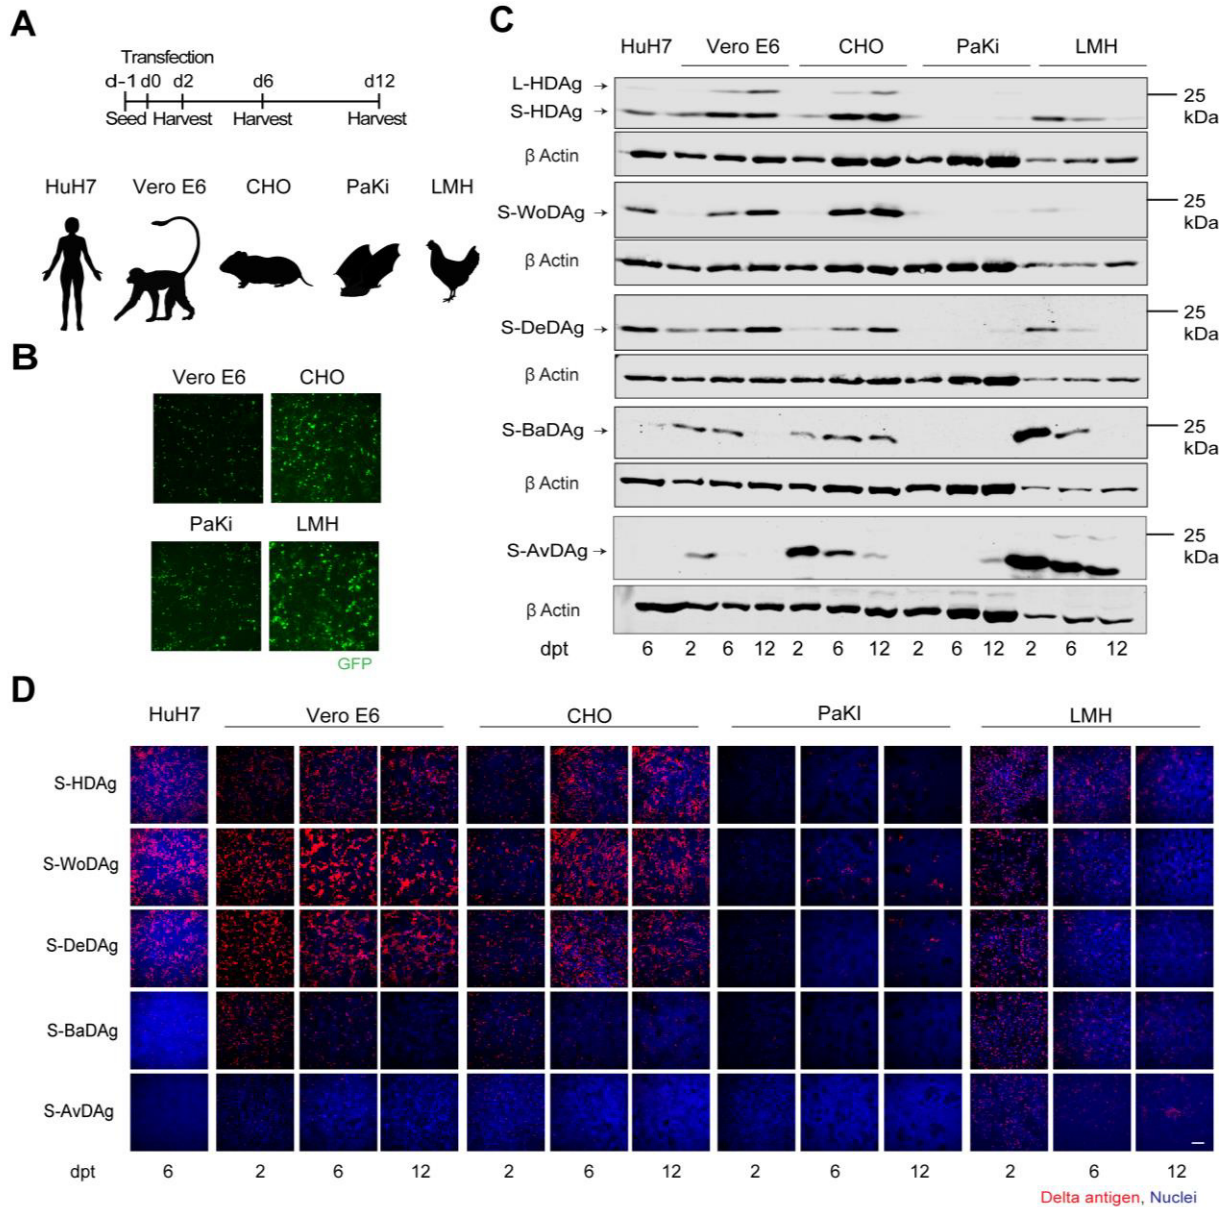 A
Transfection
d-1 d0 d2 d6 d12
Seed Harvest Harvest Harvest
HuH7 Vero E6 CHO PaKi LMH
B
Vero E6 CHO
PaKi LMH
GFP
C
HuH7 Vero E6 CHO PaKi LMH
L-HDAg
25
S-HDAg
kDa
β Actin
25
S-WoDAg
kDa
β Actin
25
S-DeDAg
kDa
β Actin
25
S-BaDAg
kDa
β Actin
25
S-AvDAg
kDa
β Actin
dpt 6 2 6 12 2 6 12 2 6 12 2 6 12
D
HuH7 Vero E6 CHO PaKI LMH
S-HDAg
S-WoDAg
S-DeDAg
S-BaDAg
S-AvDAg
dpt 6 2 6 12 2 6 12 2 6 12 2 6 12
Delta antigen, Nuclei